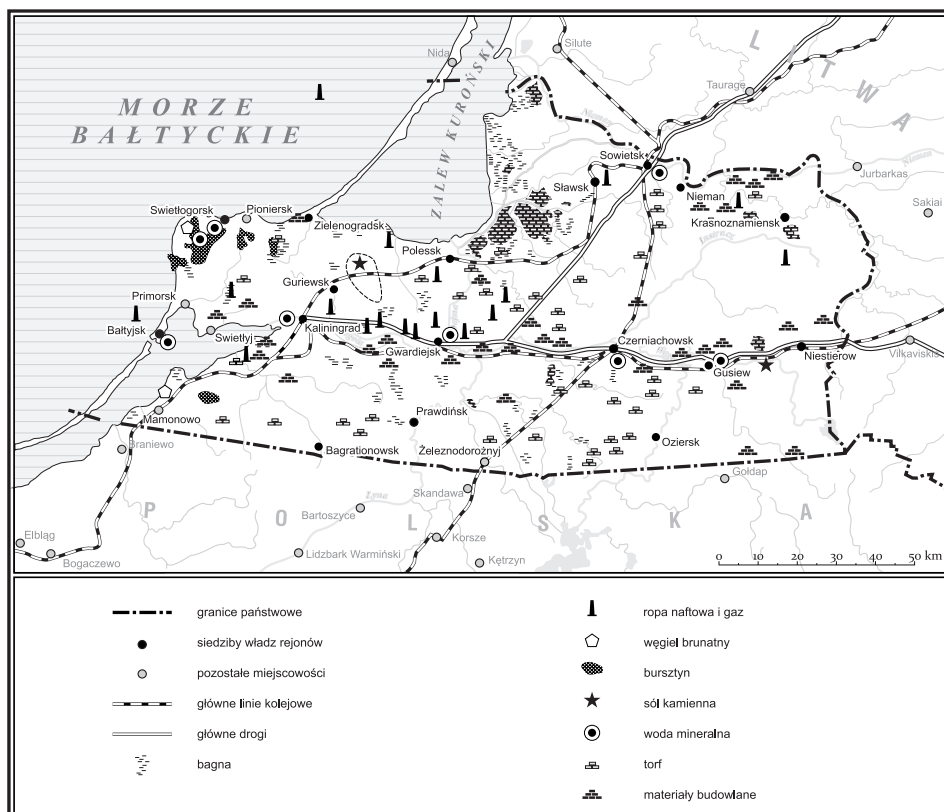 Nida
Silute
LITWA
Taurage
MORZE
BAŁTYCKIE
ZALEW KUROŃSKI
Niemen
Sowietsk
Niemen
Jurbarkas
Sławsk
Nieman
Sakiai
Swietłogorsk
Pioniersk
Zielenogradsk
Krasnoznamiensk
Instrucz
Polessk
Guriewsk
Primorsk
Bałtyjsk
Swietłyj
Kaliningrad
Gwardiejsk
Czerniachowsk
Gusiew
Niestierow
Vilkaviskis
Mamonowo
Prawdińsk
Braniewo
Bagrationowsk
Żeleznodorożnyj
Oziersk
Gołdap
Skandawa
Łyna
Bartoszyce
POLSKA
Elbląg
Bogaczewo
Lidzbark Warmiński
Korsze
Kętrzyn
0 10 20 30 50 km
granice państwowe
siedziby władz rejonów
pozostałe miejscowości
główne linie kolejowe
główne drogi
bagna
ropa naftowa i gaz
węgiel brunatny
bursztyn
sól kamienna
woda mineralna
torf
materiały budowlane